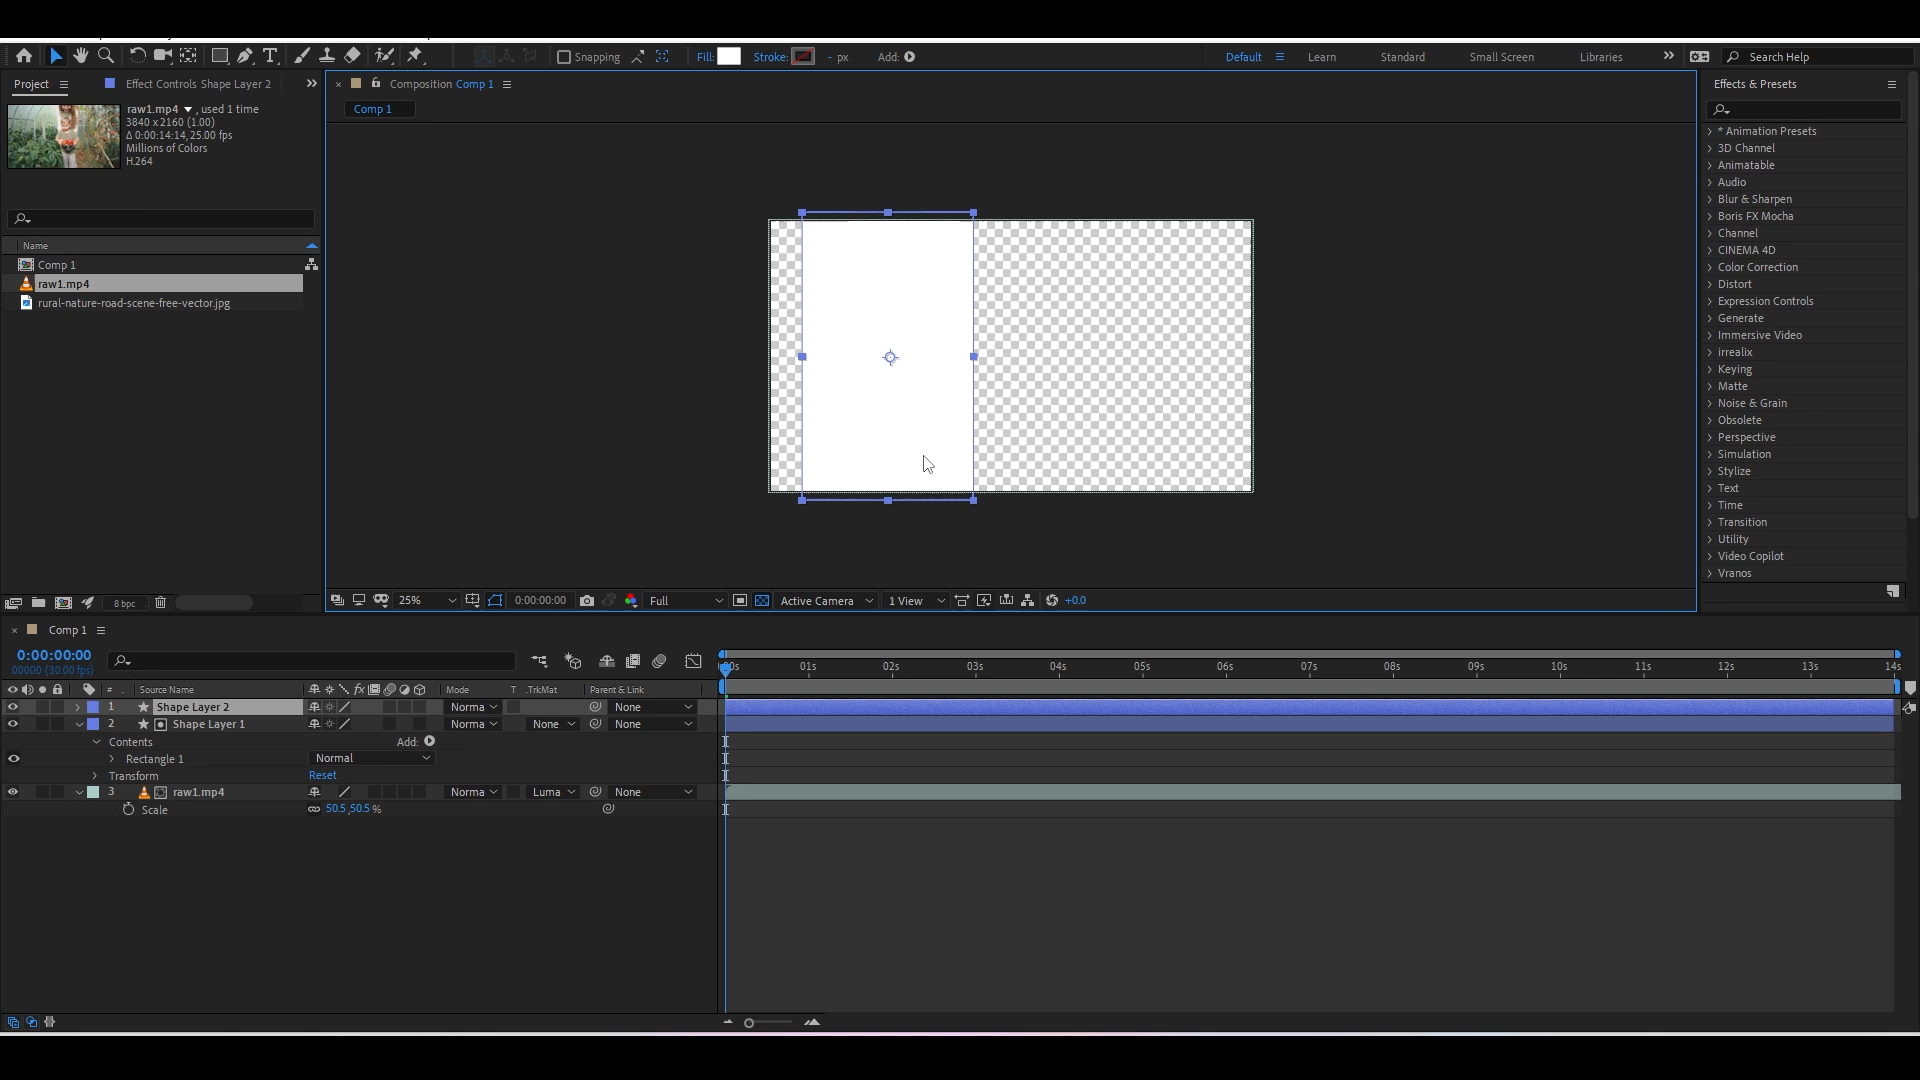 Snapping
Fill:
Stroke:
- px
Add:
Default
Learn
Standard
Small Screen
Libraries
Search Help
Project
Effect Controls Shape Layer 2
Composition Comp 1
Effects & Presets
Comp 1
raw1.mp4 , used 1 time
3840 x 2160 (1.00)
Δ 0:00:14:14, 25.00 fps
Millions of Colors
H.264
Name
Comp 1
raw1.mp4
rural-nature-road-scene-free-vector.jpg
* Animation Presets
3D Channel
Animatable
Audio
Blur & Sharpen
Boris FX Mocha
Channel
CINEMA 4D
Color Correction
Distort
Expression Controls
Generate
Immersive Video
irrealix
Keying
Matte
Noise & Grain
Obsolete
Perspective
Simulation
Stylize
Text
Time
Transition
Utility
Video Copilot
Vranos
8 bpc
25%
0:00:00:00
Full
Active Camera
1 View
+0.0
Comp 1
0:00:00:00
00000 (30.00 fps)
:00s 01s 02s 03s 04s 05s 06s 07s 08s 09s 10s 11s 12s 13s 14s
# . Source Name
Mode
T .TrkMat
Parent & Link
1 Shape Layer 2 Norma None
2 Shape Layer 1 Norma None None
Contents Add:
Rectangle 1 Normal
Transform Reset
3 raw1.mp4 Norma Luma None
Scale 50.5,50.5 %